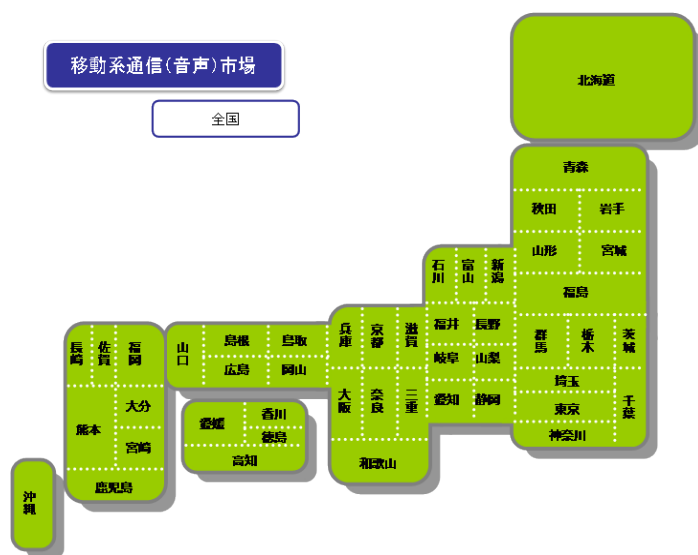 移動系通信(音声)市場
全国
北海道
青森
秋田 岩手
山形 宮城
福島
群馬 栃木 茨城
埼玉
東京
千葉
神奈川
石川 富山 新潟
福井 長野
岐阜 山梨
愛知 静岡
兵庫 京都 滋賀
大阪 奈良 三重
和歌山
山口
島根 鳥取
広島 岡山
愛媛
香川
徳島
高知
長崎 佐賀 福岡
熊本
大分
宮崎
鹿児島
沖縄